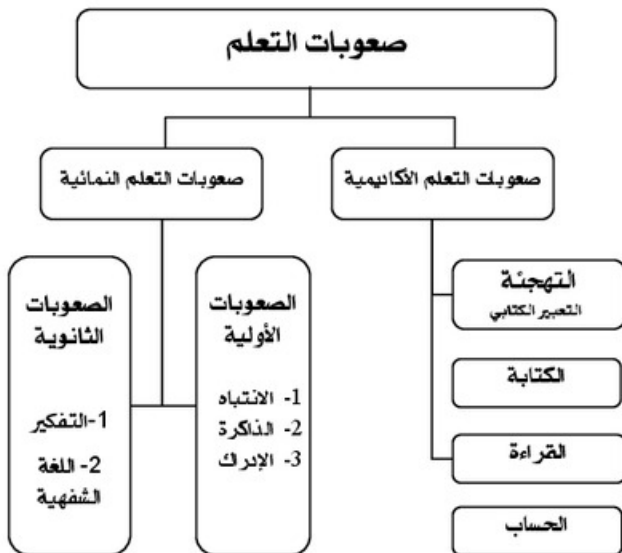 صعوبات التعلم
صعوبات التعلم الأكاديمية
صعوبات التعلم النمائية
التهجئة
التعبير الكتابي
الكتابة
القراءة
الحساب
الصعوبات
الأولية
1- الانتباه
2- الذاكرة
3- الإدراك
الصعوبات
الثانوية
1-التفكير
2- اللغة
الشفهية